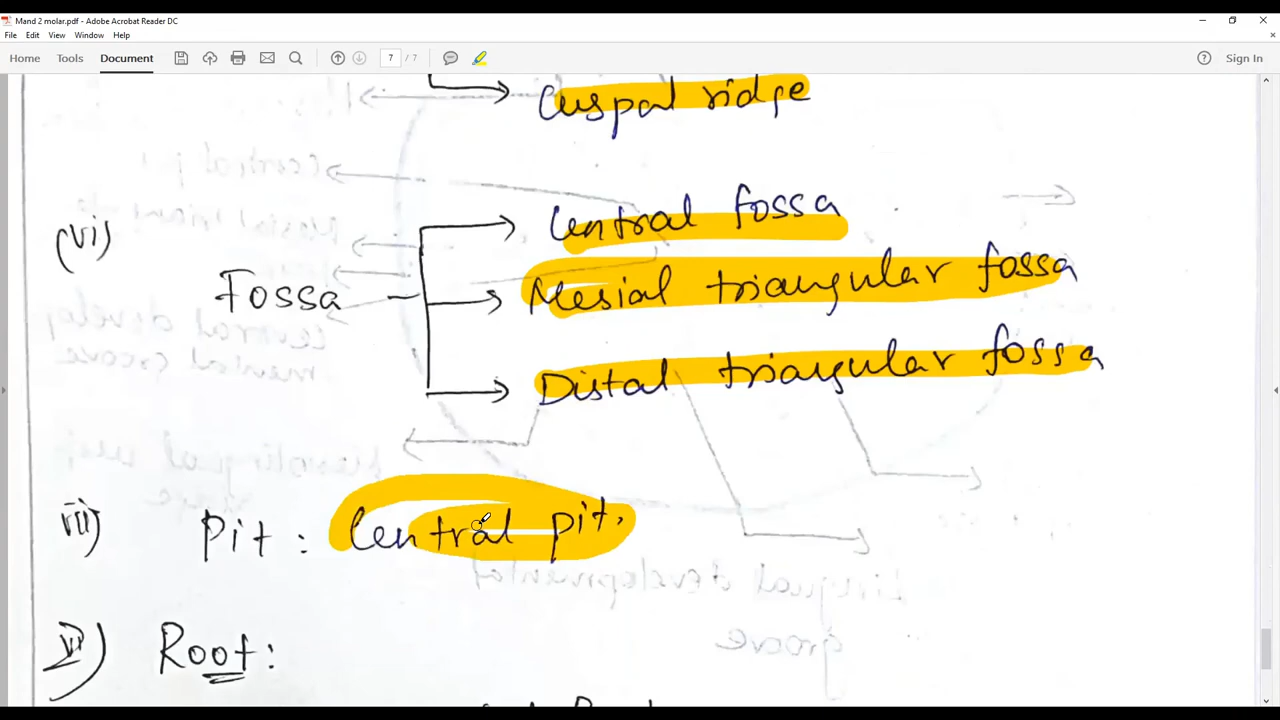 Mand 2 molar.pdf - Adobe Acrobat Reader DC
File Edit View Window Help
Home Tools Document 7 / 7 Sign In
Cuspal ridge
(vi) Fossa
Central fossa
Mesial triangular fossa
Distal triangular fossa
vii) Pit : Central pit.
VI) Root :